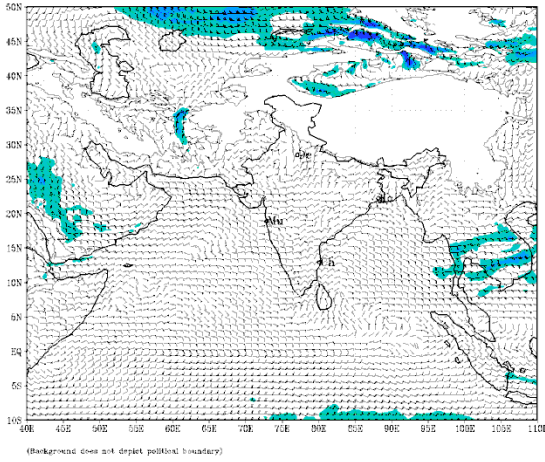 50N
45N
40N
35N
30N
25N
20N
15N
10N
5N
EQ
5S
10S
40E 45E 50E 55E 60E 65E 70E 75E 80E 85E 90E 95E 100E 105E 110E
(Background does not depict political boundary)